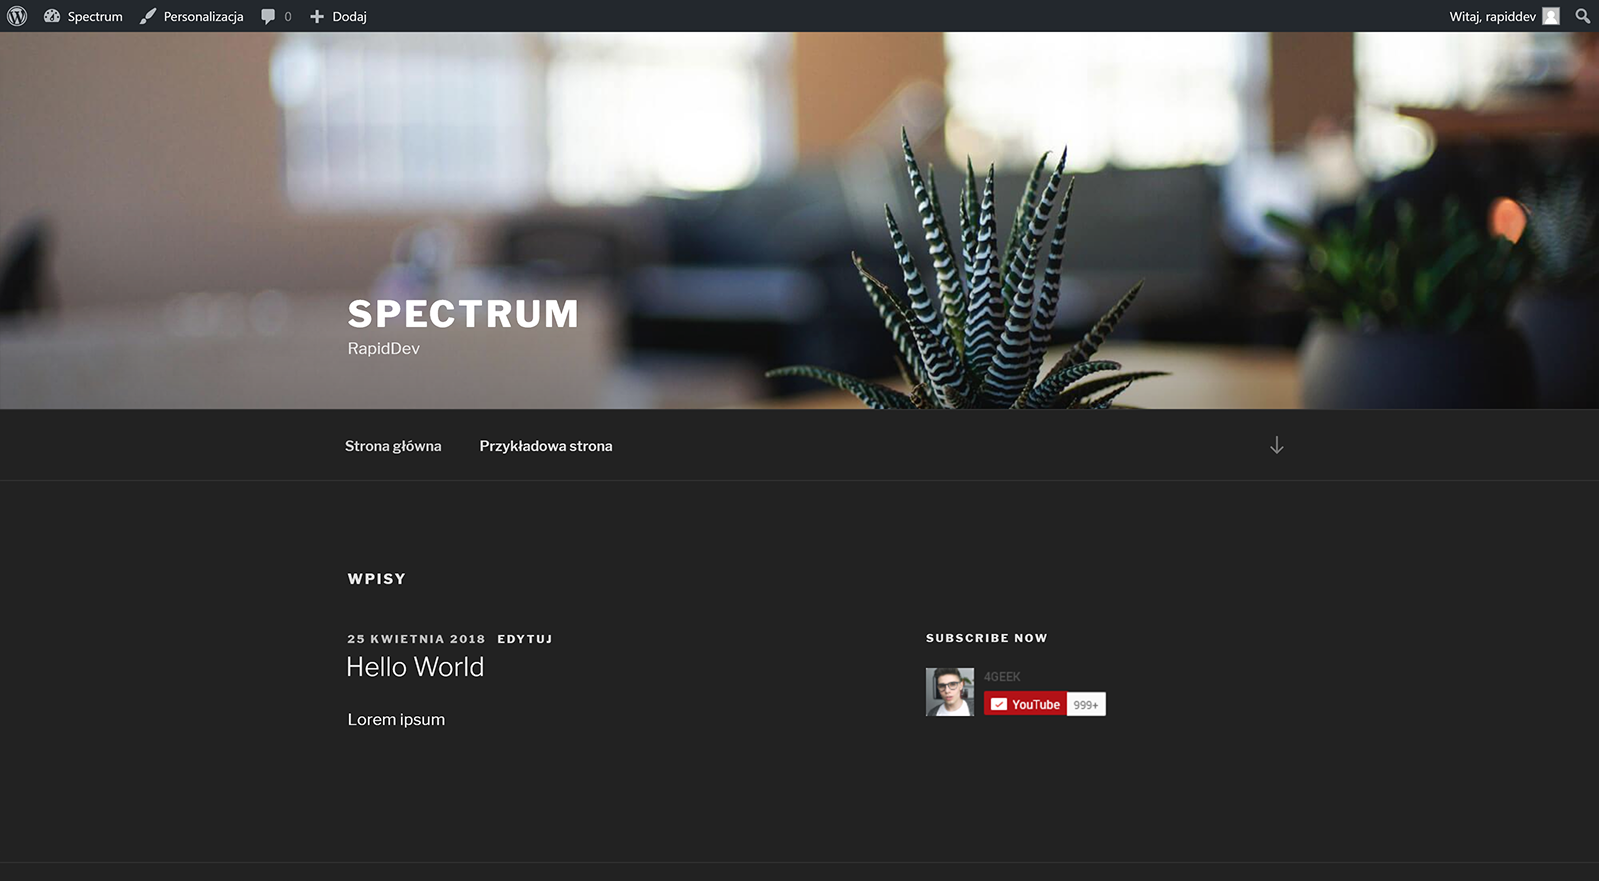 Spectrum Personalizacja 0 Dodaj Witaj, rapiddev
SPECTRUM
RapidDev
Strona główna Przykładowa strona
WPISY
25 KWIETNIA 2018 EDYTUJ
Hello World
Lorem ipsum
SUBSCRIBE NOW
4GEEK
YouTube 999+